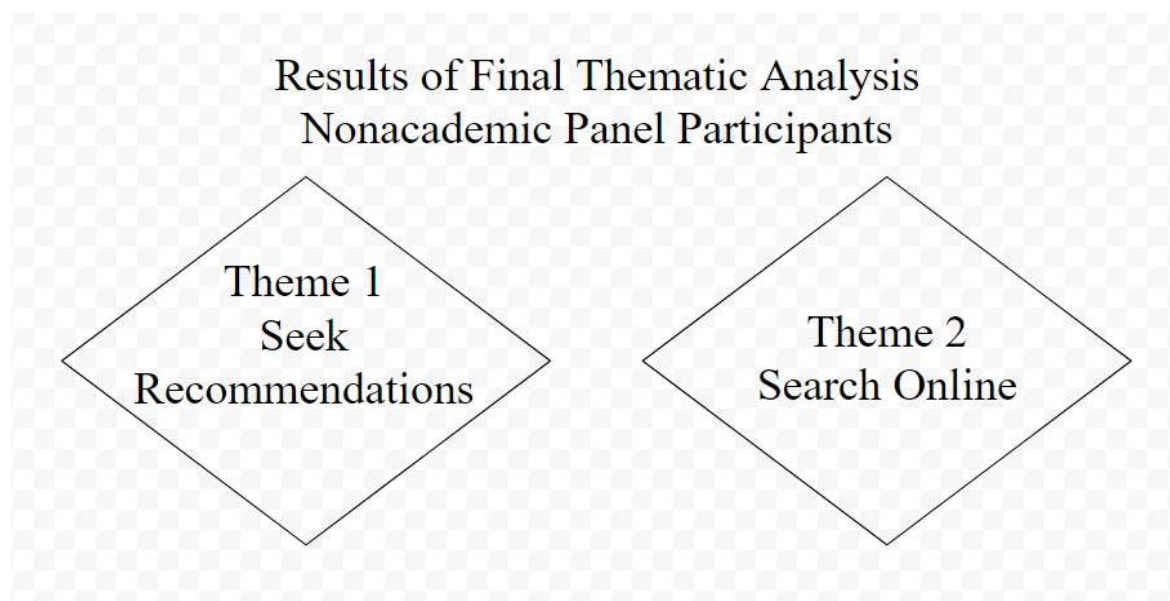 Results of Final Thematic Analysis
Nonacademic Panel Participants
Theme 1
Seek
Recommendations
Theme 2
Search Online